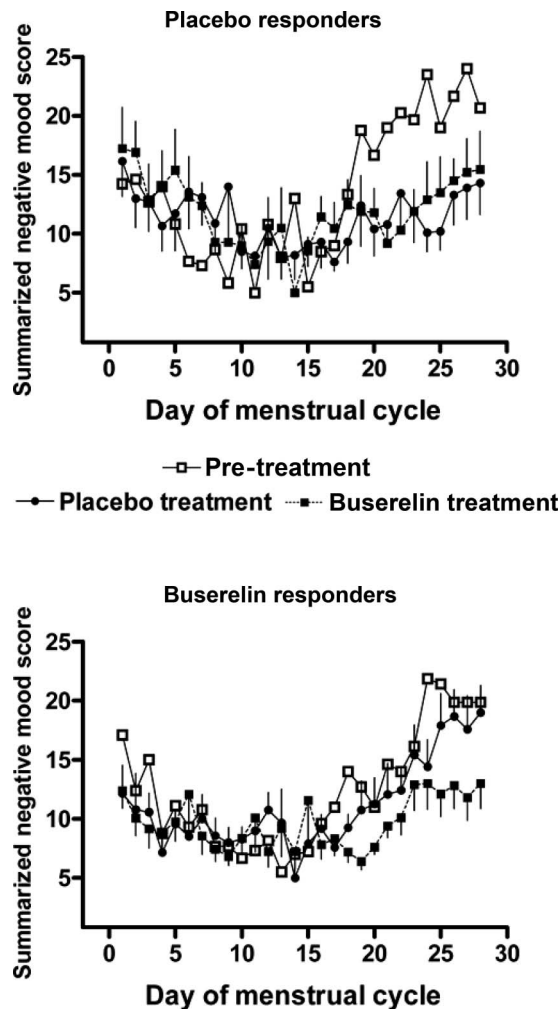 Placebo responders
Summarized negative mood score
25
20
15
10
5
0 5 10 15 20 25 30
Day of menstrual cycle
Pre-treatment
Placebo treatment Buserelin treatment
Buserelin responders
Summarized negative mood score
25
20
15
10
5
0 5 10 15 20 25 30
Day of menstrual cycle